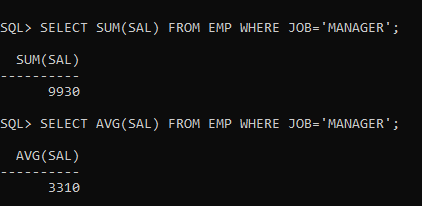 SQL> SELECT SUM(SAL) FROM EMP WHERE JOB='MANAGER';
SUM(SAL)
----------
9930
SQL> SELECT AVG(SAL) FROM EMP WHERE JOB='MANAGER';
AVG(SAL)
----------
3310